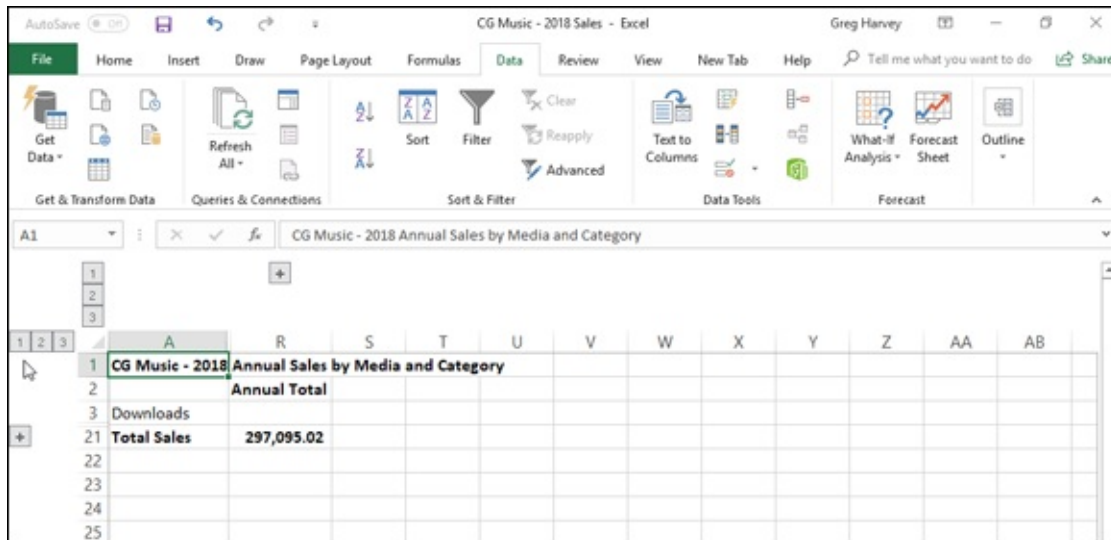 AutoSave Off CG Music - 2018 Sales - Excel Greg Harvey
File Home Insert Draw Page Layout Formulas Data Review View New Tab Help Tell me what you want to do Share
Get Data Refresh All Sort Filter Clear Reapply Advanced Text to Columns What-If Analysis Forecast Sheet Outline
Get & Transform Data Queries & Connections Sort & Filter Data Tools Forecast
A1 fx CG Music - 2018 Annual Sales by Media and Category
1
2
3
1 2 3 A R S T U V W X Y Z AA AB
1 CG Music - 2018 Annual Sales by Media and Category
2 Annual Total
3 Downloads
21 Total Sales 297,095.02
22
23
24
25